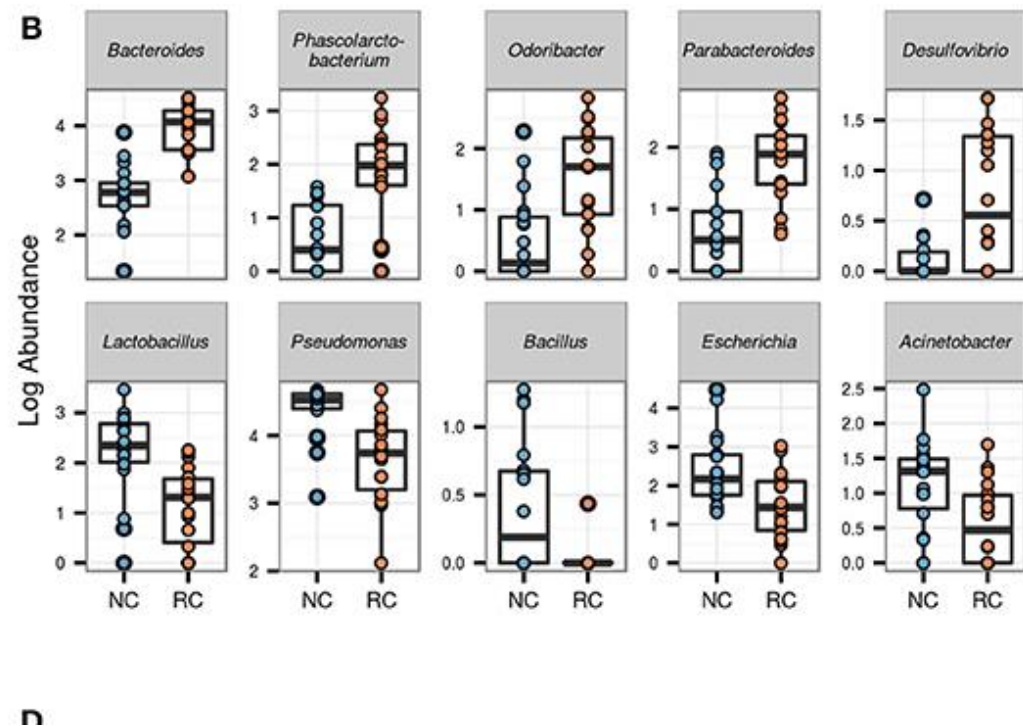 B
Bacteroides
Phascolarcto-
bacterium
Odoribacter
Parabacteroides
Desulfovibrio
4
3
2
3
2
1
0
2
1
0
2
1
0
1.5
1.0
0.5
0.0
Log Abundance
Lactobacillus
Pseudomonas
Bacillus
Escherichia
Acinetobacter
3
2
1
0
4
3
2
1.0
0.5
0.0
4
3
2
1
0
2.5
2.0
1.5
1.0
0.5
0.0
NC RC NC RC NC RC NC RC NC RC
D